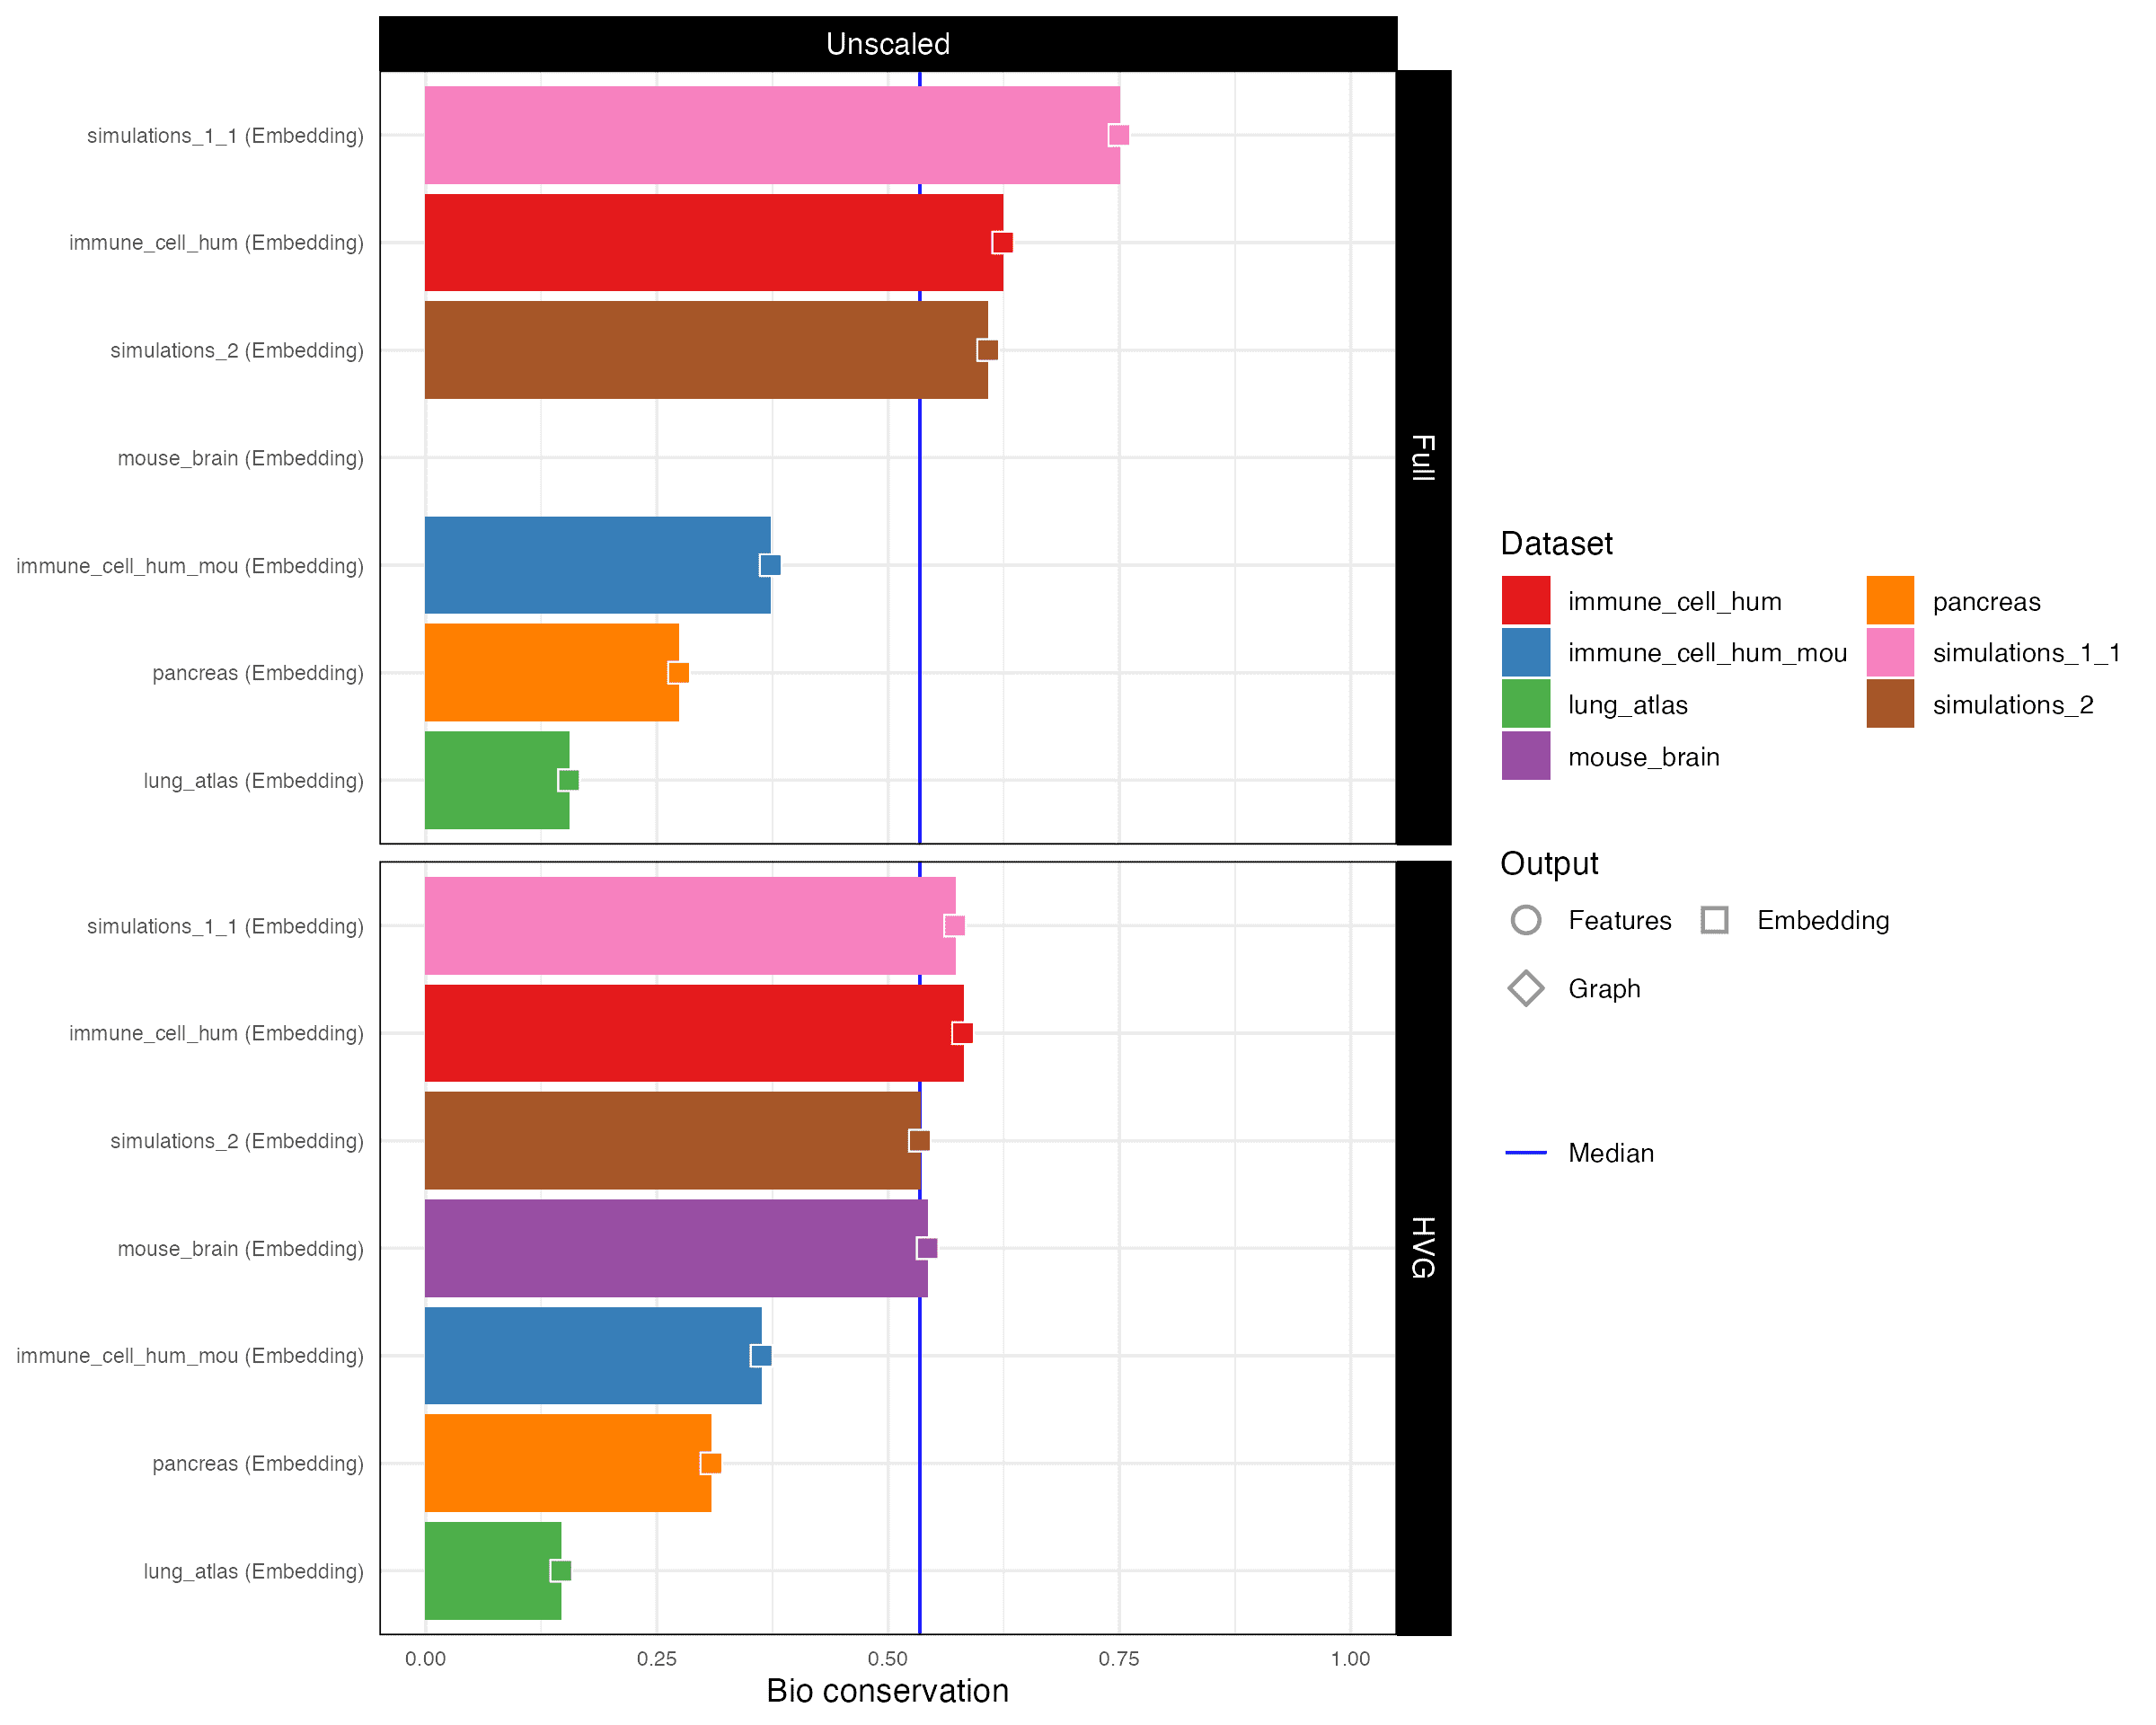 Unscaled
simulations_1_1 (Embedding)
immune_cell_hum (Embedding)
simulations_2 (Embedding)
mouse_brain (Embedding)
immune_cell_hum_mou (Embedding)
pancreas (Embedding)
lung_atlas (Embedding)
Full
simulations_1_1 (Embedding)
immune_cell_hum (Embedding)
simulations_2 (Embedding)
mouse_brain (Embedding)
immune_cell_hum_mou (Embedding)
pancreas (Embedding)
lung_atlas (Embedding)
HVG
0.00 0.25 0.50 0.75 1.00
Bio conservation
Dataset
immune_cell_hum pancreas
immune_cell_hum_mou simulations_1_1
lung_atlas simulations_2
mouse_brain
Output
Features Embedding
Graph
Median